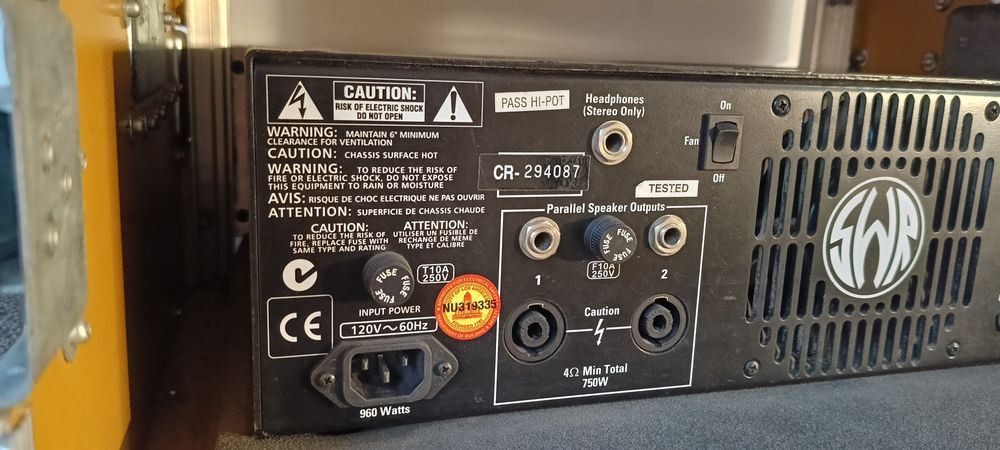 CAUTION:
RISK OF ELECTRIC SHOCK
DO NOT OPEN
WARNING: MAINTAIN 6" MINIMUM
CLEARANCE FOR VENTILATION
CAUTION: CHASSIS SURFACE HOT
WARNING: TO REDUCE THE RISK OF
FIRE OR ELECTRIC SHOCK, DO NOT EXPOSE
THIS EQUIPMENT TO RAIN OR MOISTURE
AVIS: RISQUE DE CHOC ELECTRIQUE NE PAS OUVRIR
ATTENTION: SUPERFICIE DE CHASSIS CHAUDE
CAUTION:
TO REDUCE THE RISK OF
FIRE, REPLACE FUSE WITH
SAME TYPE AND RATING
ATTENTION:
UTILISER UN FUSIBLE DE
RECHANGE DE MEME
TYPE ET CALIBRE
FUSE
FUSE
FUSE
T10A
250V
NU319335
INPUT POWER
120V~60Hz
CE
960 Watts
PASS HI-POT
Headphones
(Stereo Only)
CR-294087
TESTED
Parallel Speaker Outputs
FUSE
FUSE
FUSE
F10A
250V
1
2
Caution
4Ω Min Total
750W
On
Fan
Off
SWR